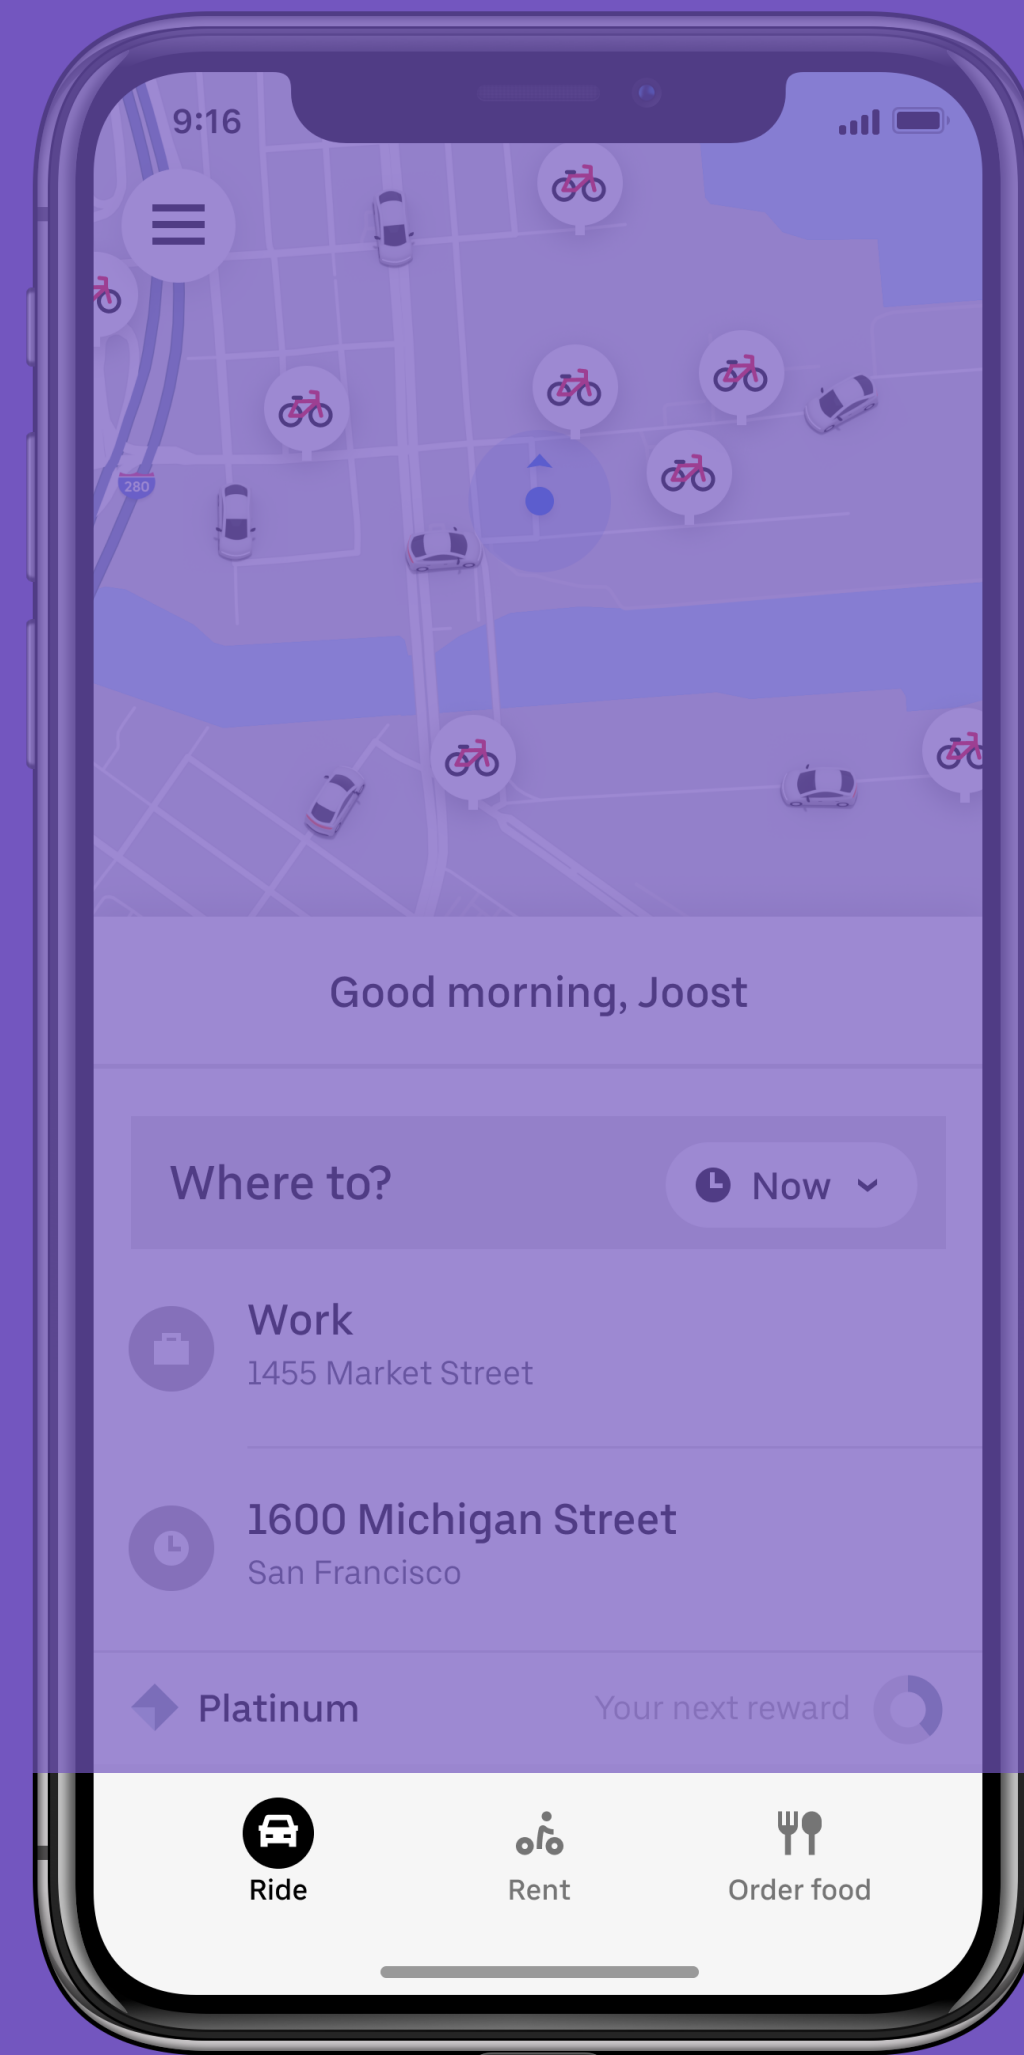 9:16
280
Good morning, Joost
Where to?
Now
Work
1455 Market Street
1600 Michigan Street
San Francisco
Platinum
Your next reward
Ride
Rent
Order food